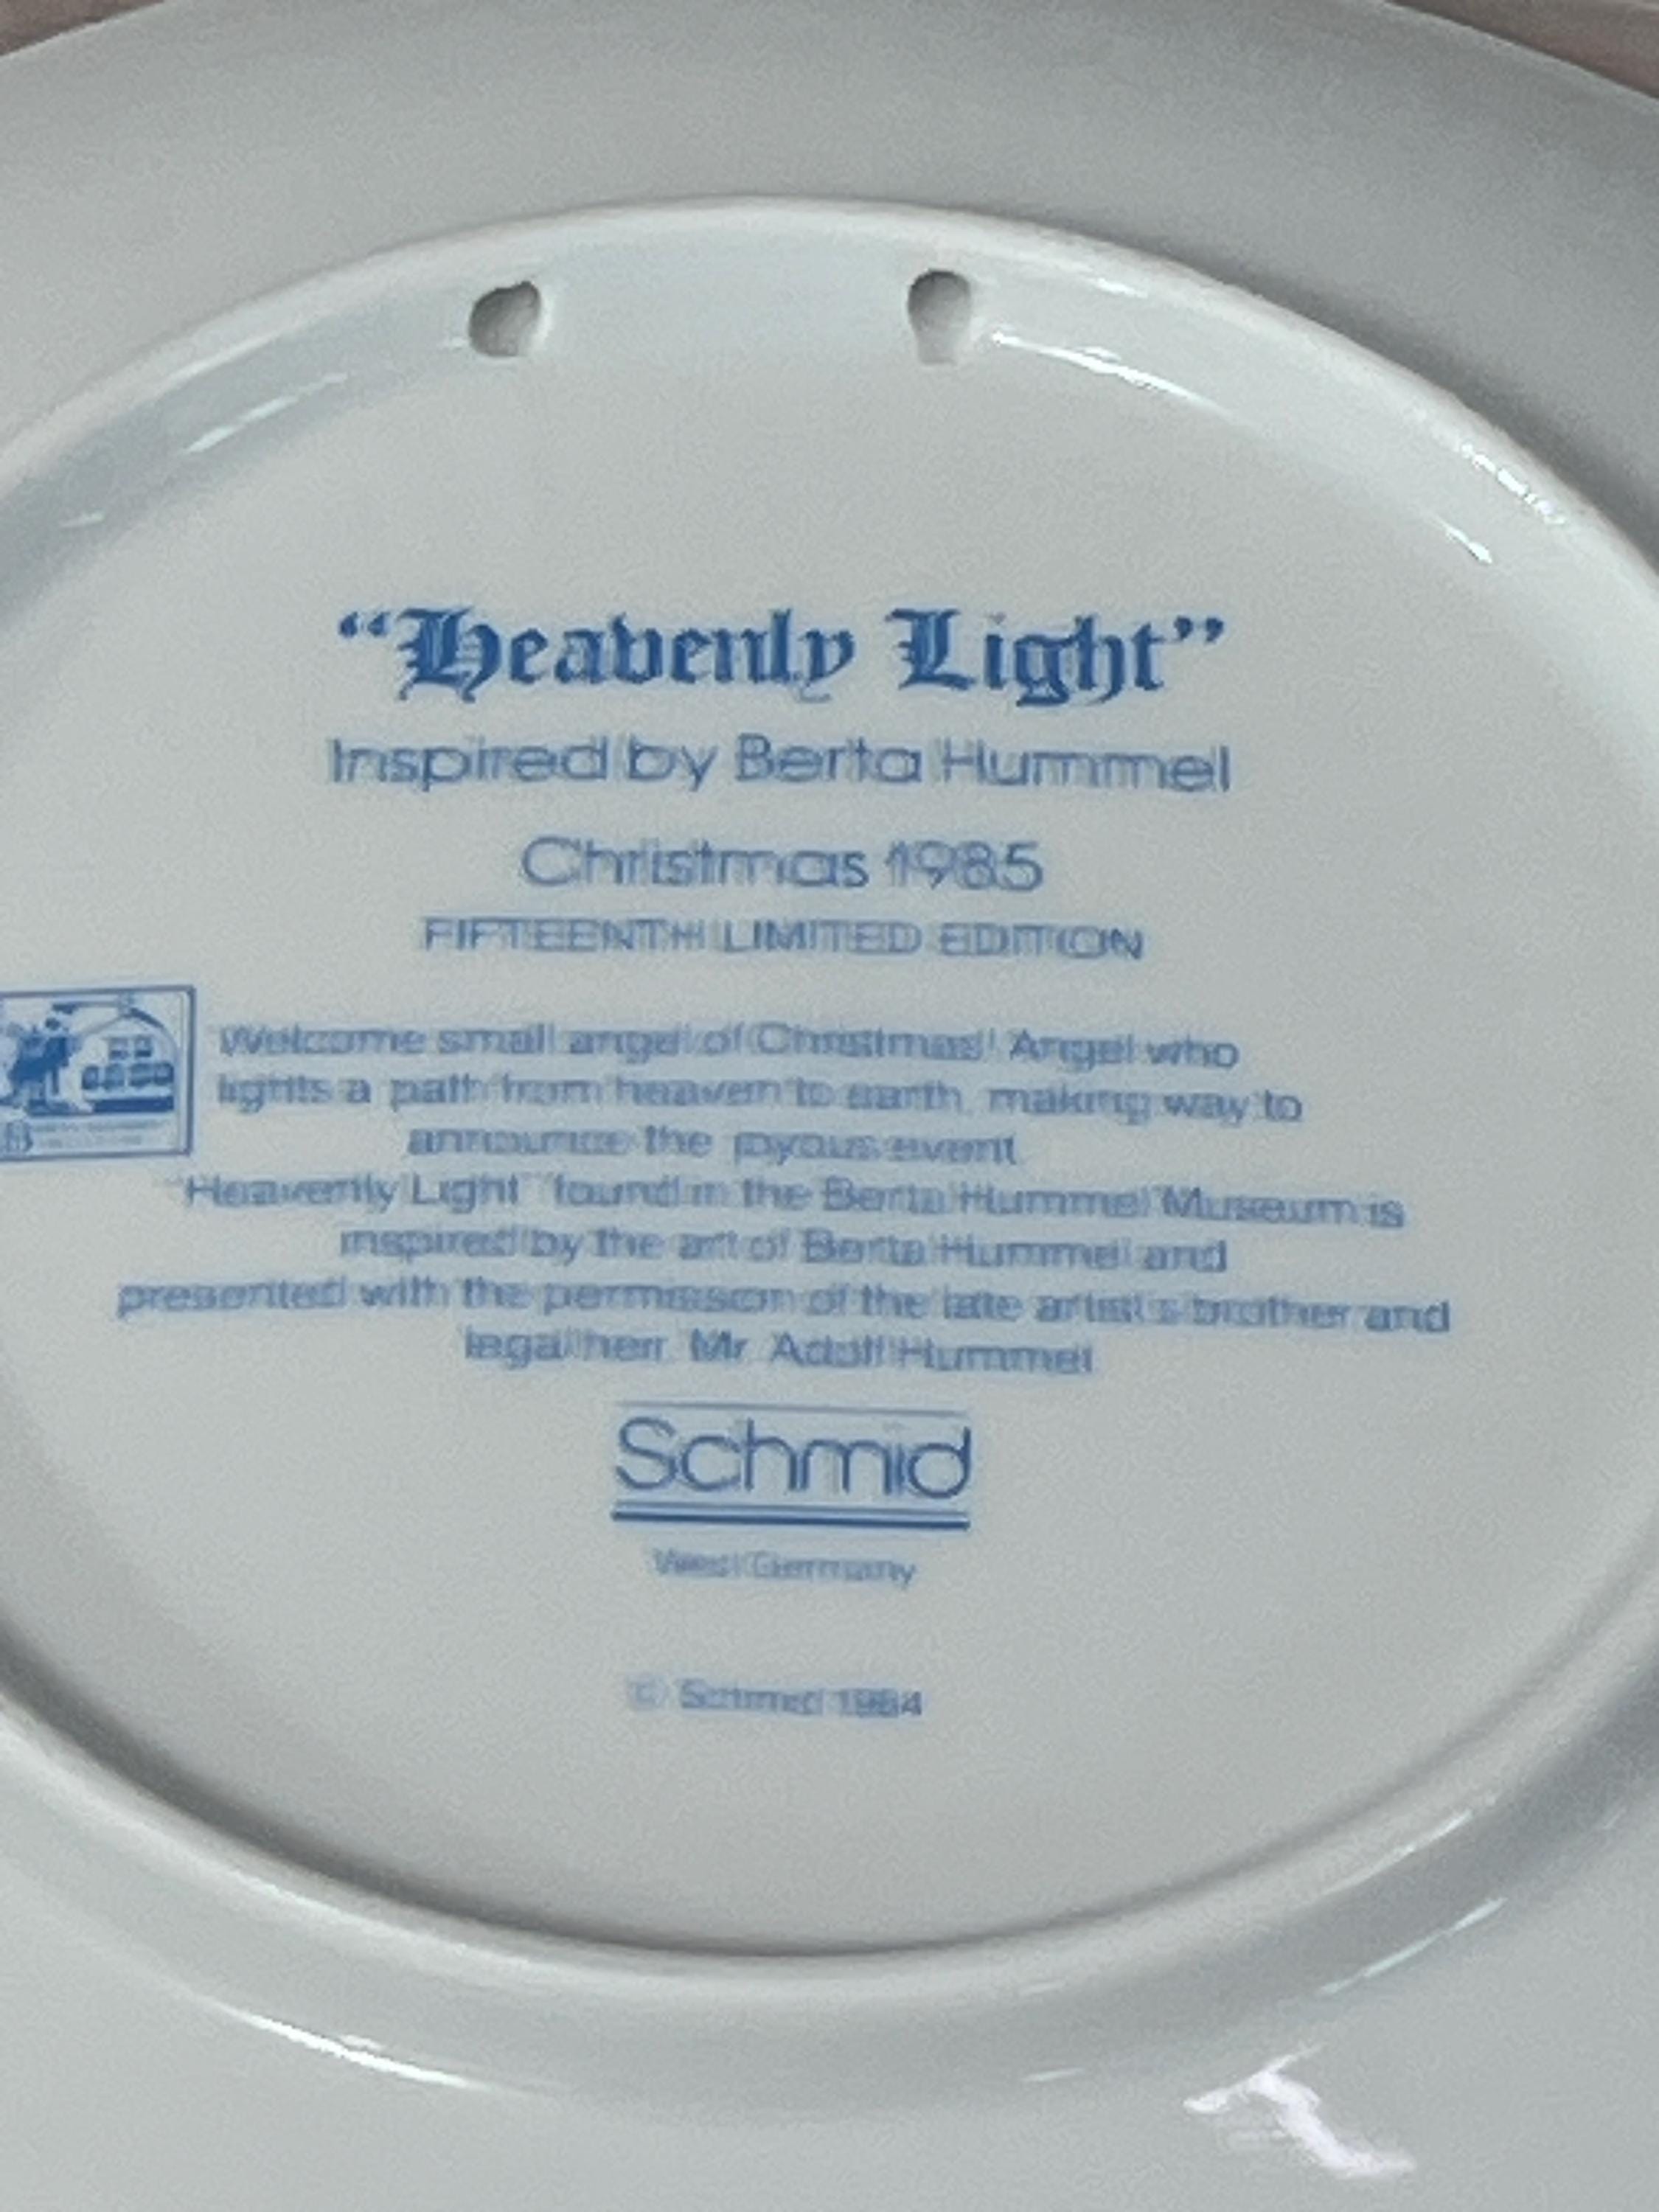 “Heavenly Light”
Inspired by Berta Hummel
Christmas 1985
FIFTEENTH LIMITED EDITION
Welcome small angel of Christmas! Angel who
lights a path from heaven to earth, making way to
announce the joyous event.
"Heavenly Light" found in the Berta Hummel Museum is
inspired by the art of Berta Hummel and
presented with the permission of the late artist's brother and
legal heir, Mr. Adolf Hummel
Schmid
West Germany
© Schmid 1984